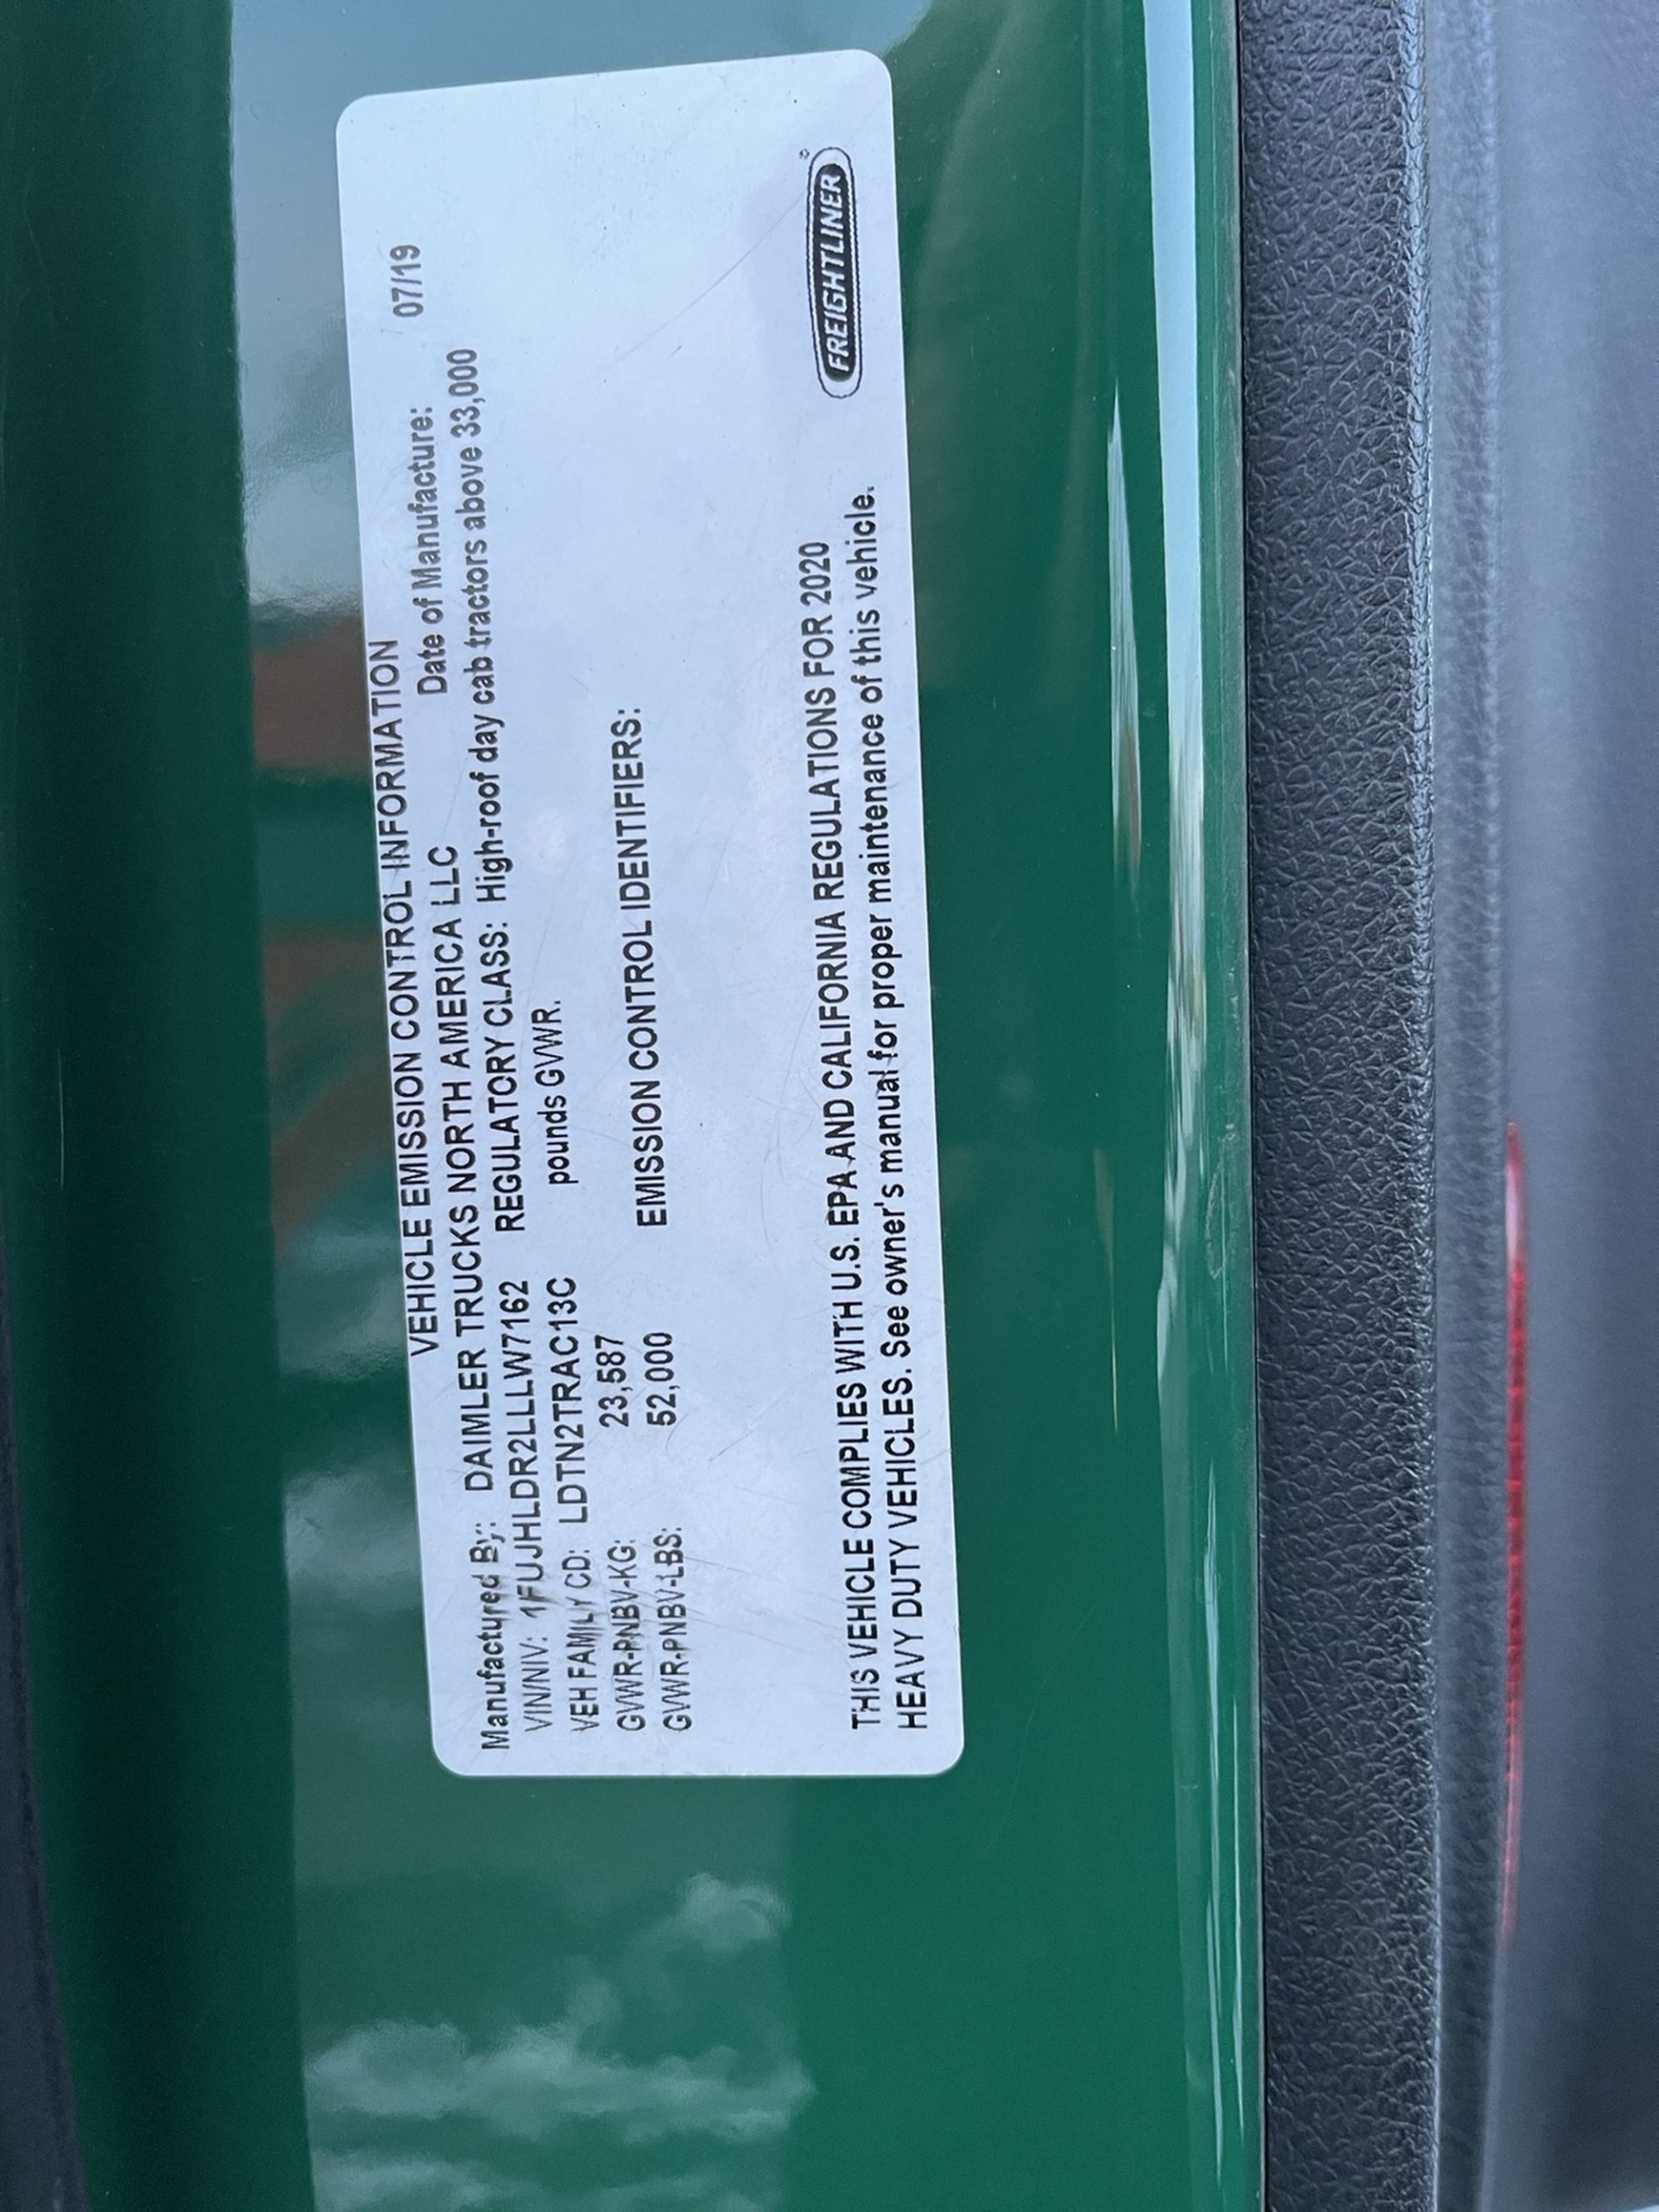 VEHICLE EMISSION CONTROL INFORMATION
Manufactured By: DAIMLER TRUCKS NORTH AMERICA LLC Date of Manufacture: 07/19
VIN/NIV: 1FUJHLDR2LLLW7162 REGULATORY CLASS: High-roof day cab tractors above 33,000
VEH FAMILY CD: LDTN2TRAC13C pounds GVWR.
GVWR-PNBV-KG: 23,587
GVWR-PNBV-LBS: 52,000 EMISSION CONTROL IDENTIFIERS:
THIS VEHICLE COMPLIES WITH U.S. EPA AND CALIFORNIA REGULATIONS FOR 2020
HEAVY DUTY VEHICLES. See owner's manual for proper maintenance of this vehicle.
FREIGHTLINER®